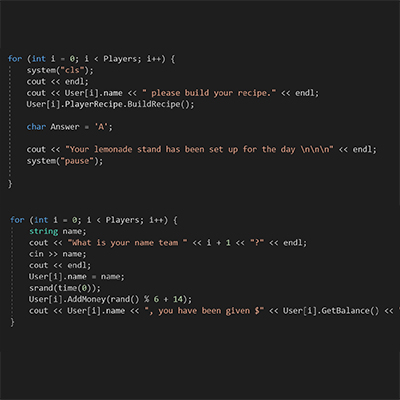 for (int i = 0; i < Players; i++) {
system("cls");
cout << endl;
cout << User[i].name << " please build your recipe." << endl;
User[i].PlayerRecipe.BuildRecipe();
char Answer = 'A';
cout << "Your lemonade stand has been set up for the day \n\n\n" << endl;
system("pause");
}
for (int i = 0; i < Players; i++) {
string name;
cout << "What is your name team " << i + 1 << "?" << endl;
cin >> name;
cout << endl;
User[i].name = name;
srand(time(0));
User[i].AddMoney(rand() % 6 + 14);
cout << User[i].name << ", you have been given $" << User[i].GetBalance() << "
}